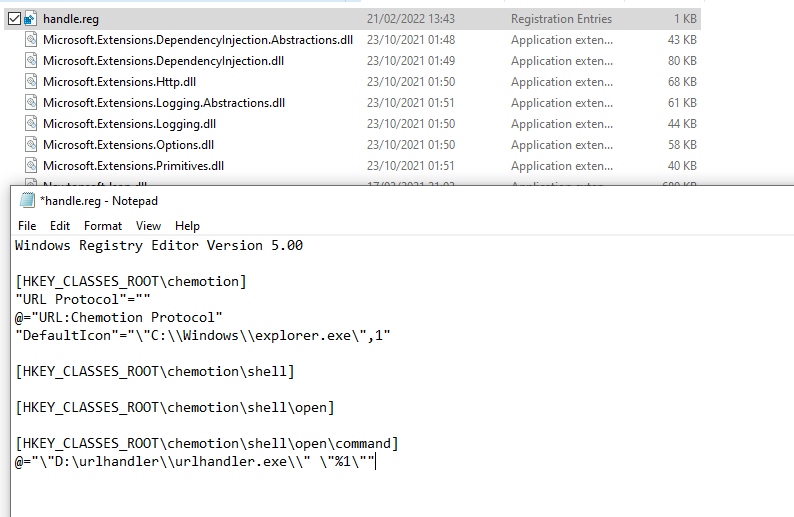 handle.reg 21/02/2022 13:43 Registration Entries 1 KB
Microsoft.Extensions.DependencyInjection.Abstractions.dll 23/10/2021 01:48 Application exten... 43 KB
Microsoft.Extensions.DependencyInjection.dll 23/10/2021 01:49 Application exten... 80 KB
Microsoft.Extensions.Http.dll 23/10/2021 01:50 Application exten... 68 KB
Microsoft.Extensions.Logging.Abstractions.dll 23/10/2021 01:51 Application exten... 61 KB
Microsoft.Extensions.Logging.dll 23/10/2021 01:50 Application exten... 44 KB
Microsoft.Extensions.Options.dll 23/10/2021 01:50 Application exten... 58 KB
Microsoft.Extensions.Primitives.dll 23/10/2021 01:51 Application exten... 40 KB
*handle.reg - Notepad
File Edit Format View Help
Windows Registry Editor Version 5.00
[HKEY_CLASSES_ROOT\chemotion]
"URL Protocol"=""
@="URL:Chemotion Protocol"
"DefaultIcon"="\"C:\\Windows\\explorer.exe\",1"
[HKEY_CLASSES_ROOT\chemotion\shell]
[HKEY_CLASSES_ROOT\chemotion\shell\open]
[HKEY_CLASSES_ROOT\chemotion\shell\open\command]
@="\"D:\urlhandler\\urlhandler.exe\\" \"%1\""